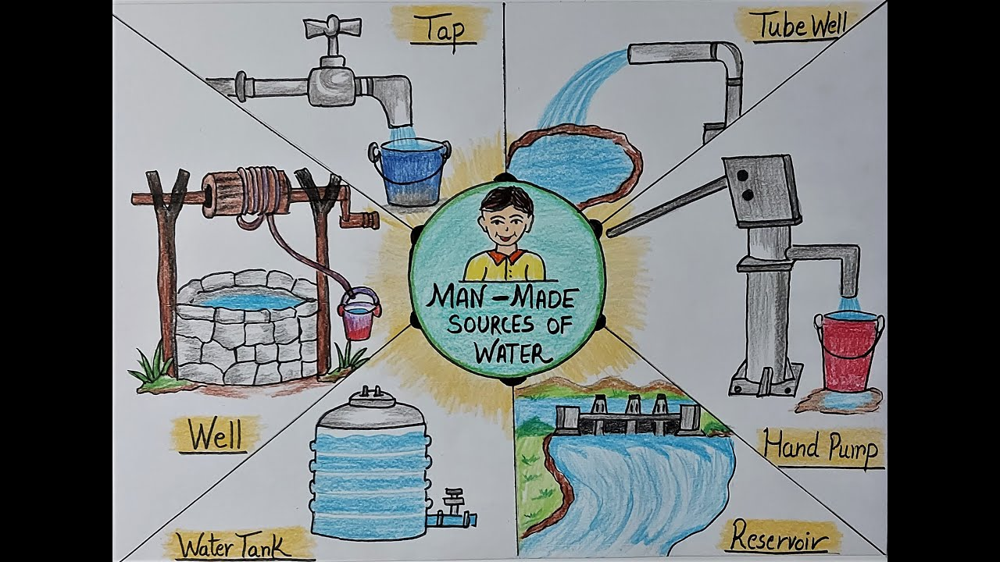 Tap
Tube Well
MAN-MADE
SOURCES OF
WATER
Well
Hand Pump
Water Tank
Reservoir